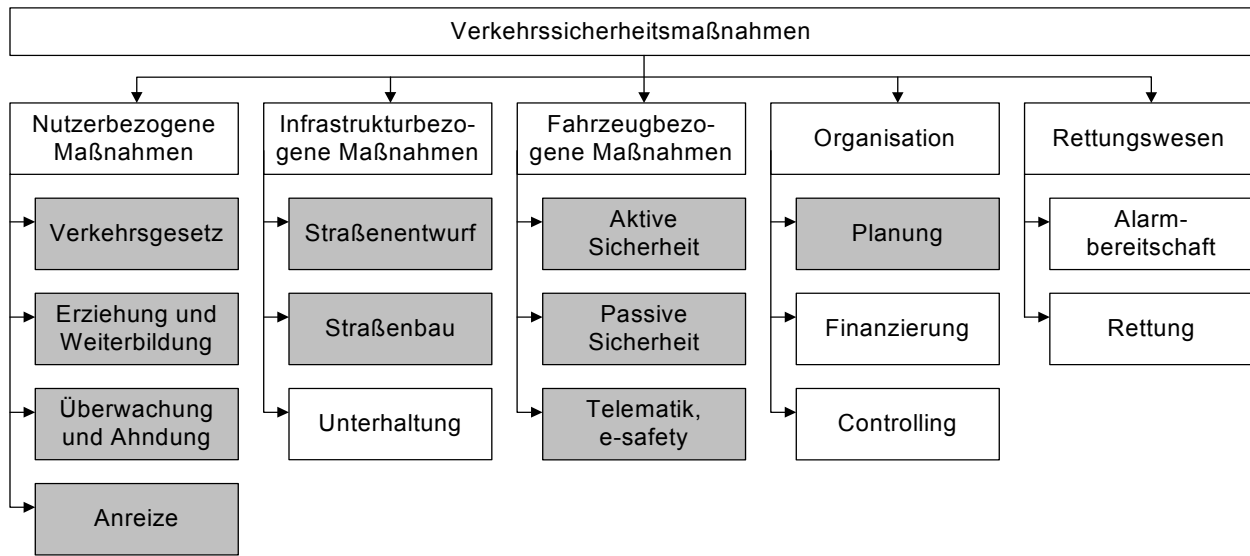 Verkehrssicherheitsmaßnahmen
Nutzerbezogene
Maßnahmen
Infrastrukturbezo-
gene Maßnahmen
Fahrzeugbezo-
gene Maßnahmen
Organisation
Rettungswesen
Verkehrsgesetz
Straßenentwurf
Aktive
Sicherheit
Planung
Alarm-
bereitschaft
Erziehung und
Weiterbildung
Straßenbau
Passive
Sicherheit
Finanzierung
Rettung
Überwachung
und Ahndung
Unterhaltung
Telematik,
e-safety
Controlling
Anreize